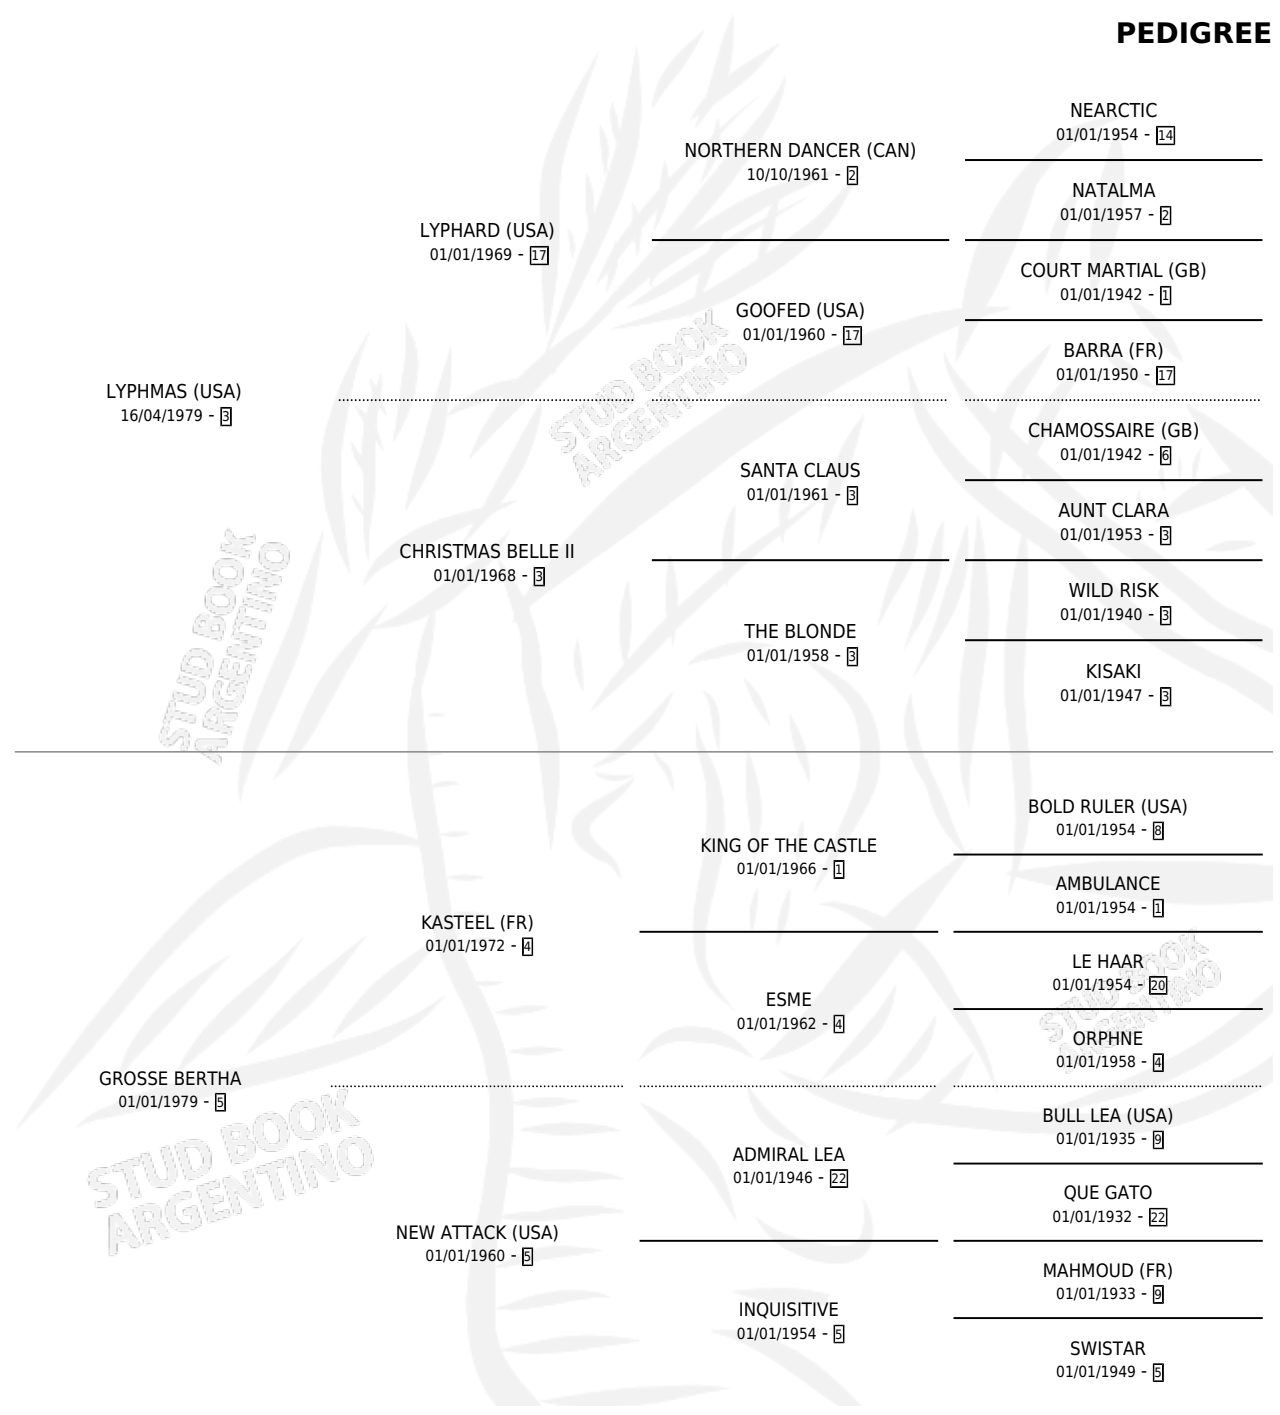 PEDIGREE
NEARCTIC
01/01/1954 - 14
NORTHERN DANCER (CAN)
10/10/1961 - 2
NATALMA
01/01/1957 - 2
LYPHARD (USA)
01/01/1969 - 17
COURT MARTIAL (GB)
01/01/1942 - 1
GOOFED (USA)
01/01/1960 - 17
BARRA (FR)
01/01/1950 - 17
LYPHMAS (USA)
16/04/1979 - 3
STUD BOOK
ARGENTINO
CHAMOSSAIRE (GB)
01/01/1942 - 6
SANTA CLAUS
01/01/1961 - 3
AUNT CLARA
01/01/1953 - 3
CHRISTMAS BELLE II
01/01/1968 - 3
WILD RISK
01/01/1940 - 3
THE BLONDE
01/01/1958 - 3
KISAKI
01/01/1947 - 3
STUD BOOK
ARGENTINO
BOLD RULER (USA)
01/01/1954 - 8
KING OF THE CASTLE
01/01/1966 - 1
AMBULANCE
01/01/1954 - 1
KASTEEL (FR)
01/01/1972 - 4
LE HAAR
01/01/1954 - 20
ESME
01/01/1962 - 4
ORPHNE
01/01/1958 - 4
STUD BOOK
ARGENTINO
GROSSE BERTHA
01/01/1979 - 5
BULL LEA (USA)
01/01/1935 - 9
ADMIRAL LEA
01/01/1946 - 22
QUE GATO
01/01/1932 - 22
STUD BOOK
ARGENTINO
NEW ATTACK (USA)
01/01/1960 - 5
MAHMOUD (FR)
01/01/1933 - 9
INQUISITIVE
01/01/1954 - 5
SWISTAR
01/01/1949 - 5